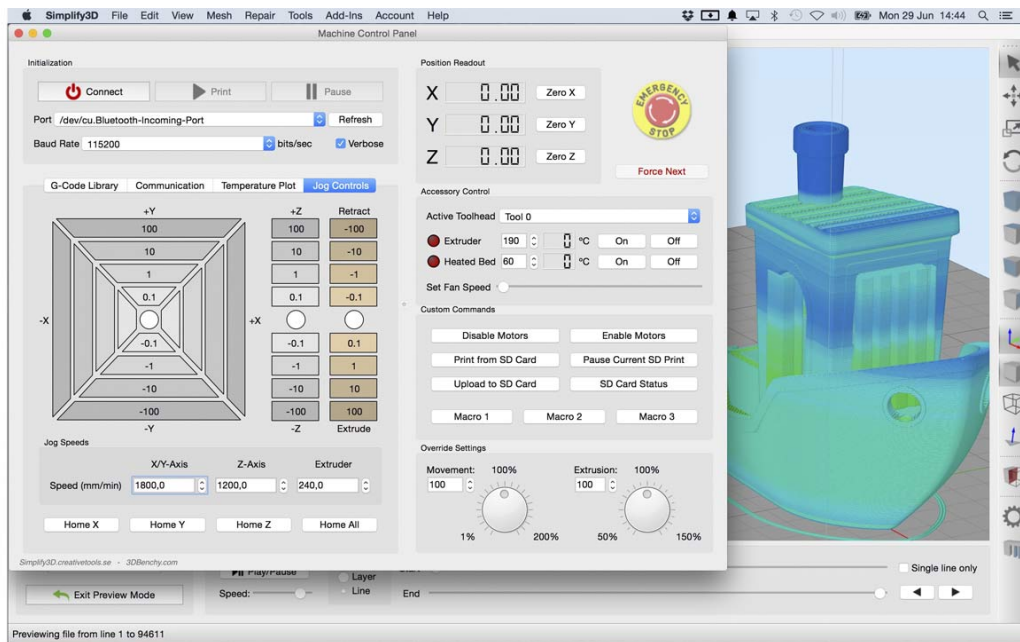 Simplify3D File Edit View Mesh Repair Tools Add-Ins Account Help
Mon 29 Jun 14:44
Machine Control Panel
Initialization
Connect Print Pause
Port /dev/cu.Bluetooth-Incoming-Port Refresh
Baud Rate 115200 bits/sec Verbose
G-Code Library Communication Temperature Plot Jog Controls
+Y +Z Retract
100 100 -100
10 10 -10
1 1 -1
0.1 0.1 -0.1
-X +X
-0.1 -0.1 0.1
-1 -1 1
-10 -10 10
-100 -100 100
-Y -Z Extrude
Jog Speeds
X/Y-Axis Z-Axis Extruder
Speed (mm/min) 1800,0 1200,0 240,0
Home X Home Y Home Z Home All
Simplify3D.creativetools.se - 3DBenchy.com
Position Readout
X 0.00 Zero X
Y 0.00 Zero Y
Z 0.00 Zero Z
EMERGENCY
STOP
Force Next
Accessory Control
Active Toolhead Tool 0
Extruder 190 0 ºC On Off
Heated Bed 60 0 ºC On Off
Set Fan Speed
Custom Commands
Disable Motors Enable Motors
Print from SD Card Pause Current SD Print
Upload to SD Card SD Card Status
Macro 1 Macro 2 Macro 3
Override Settings
Movement: 100% Extrusion: 100%
100 100
1% 200% 50% 150%
Play/Pause Layer Single line only
Exit Preview Mode Speed: Line End
Previewing file from line 1 to 94611